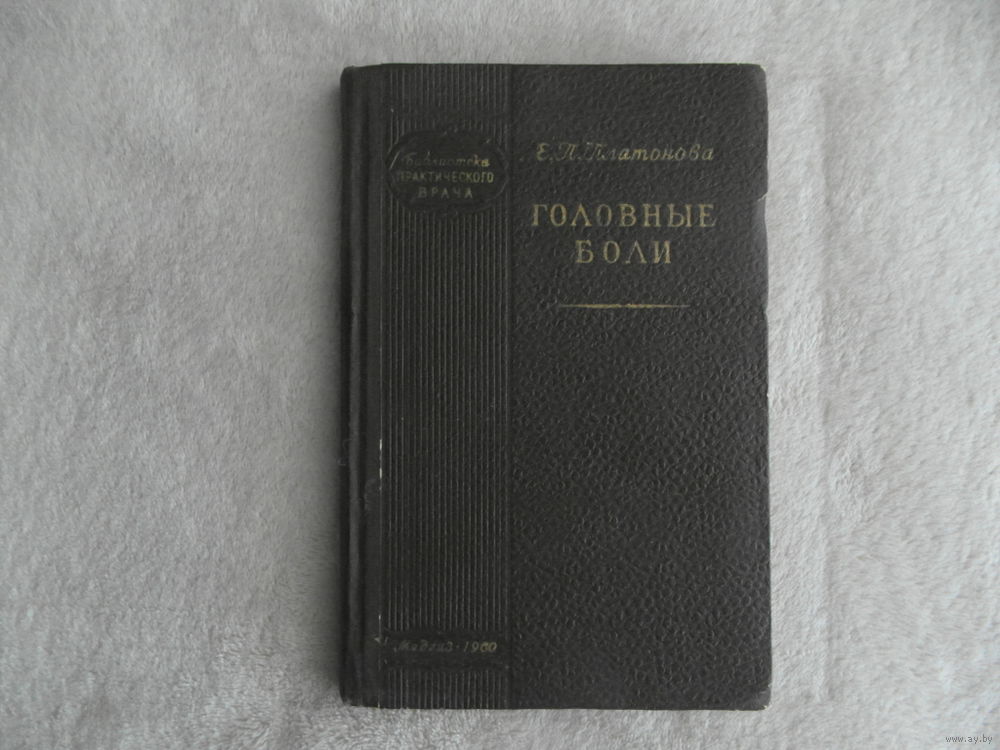 Библиотека
ПРАКТИЧЕСКОГО
ВРАЧА
Е.П.Платонова
ГОЛОВНЫЕ
БОЛИ
Медгиз·1960
www.ay.by